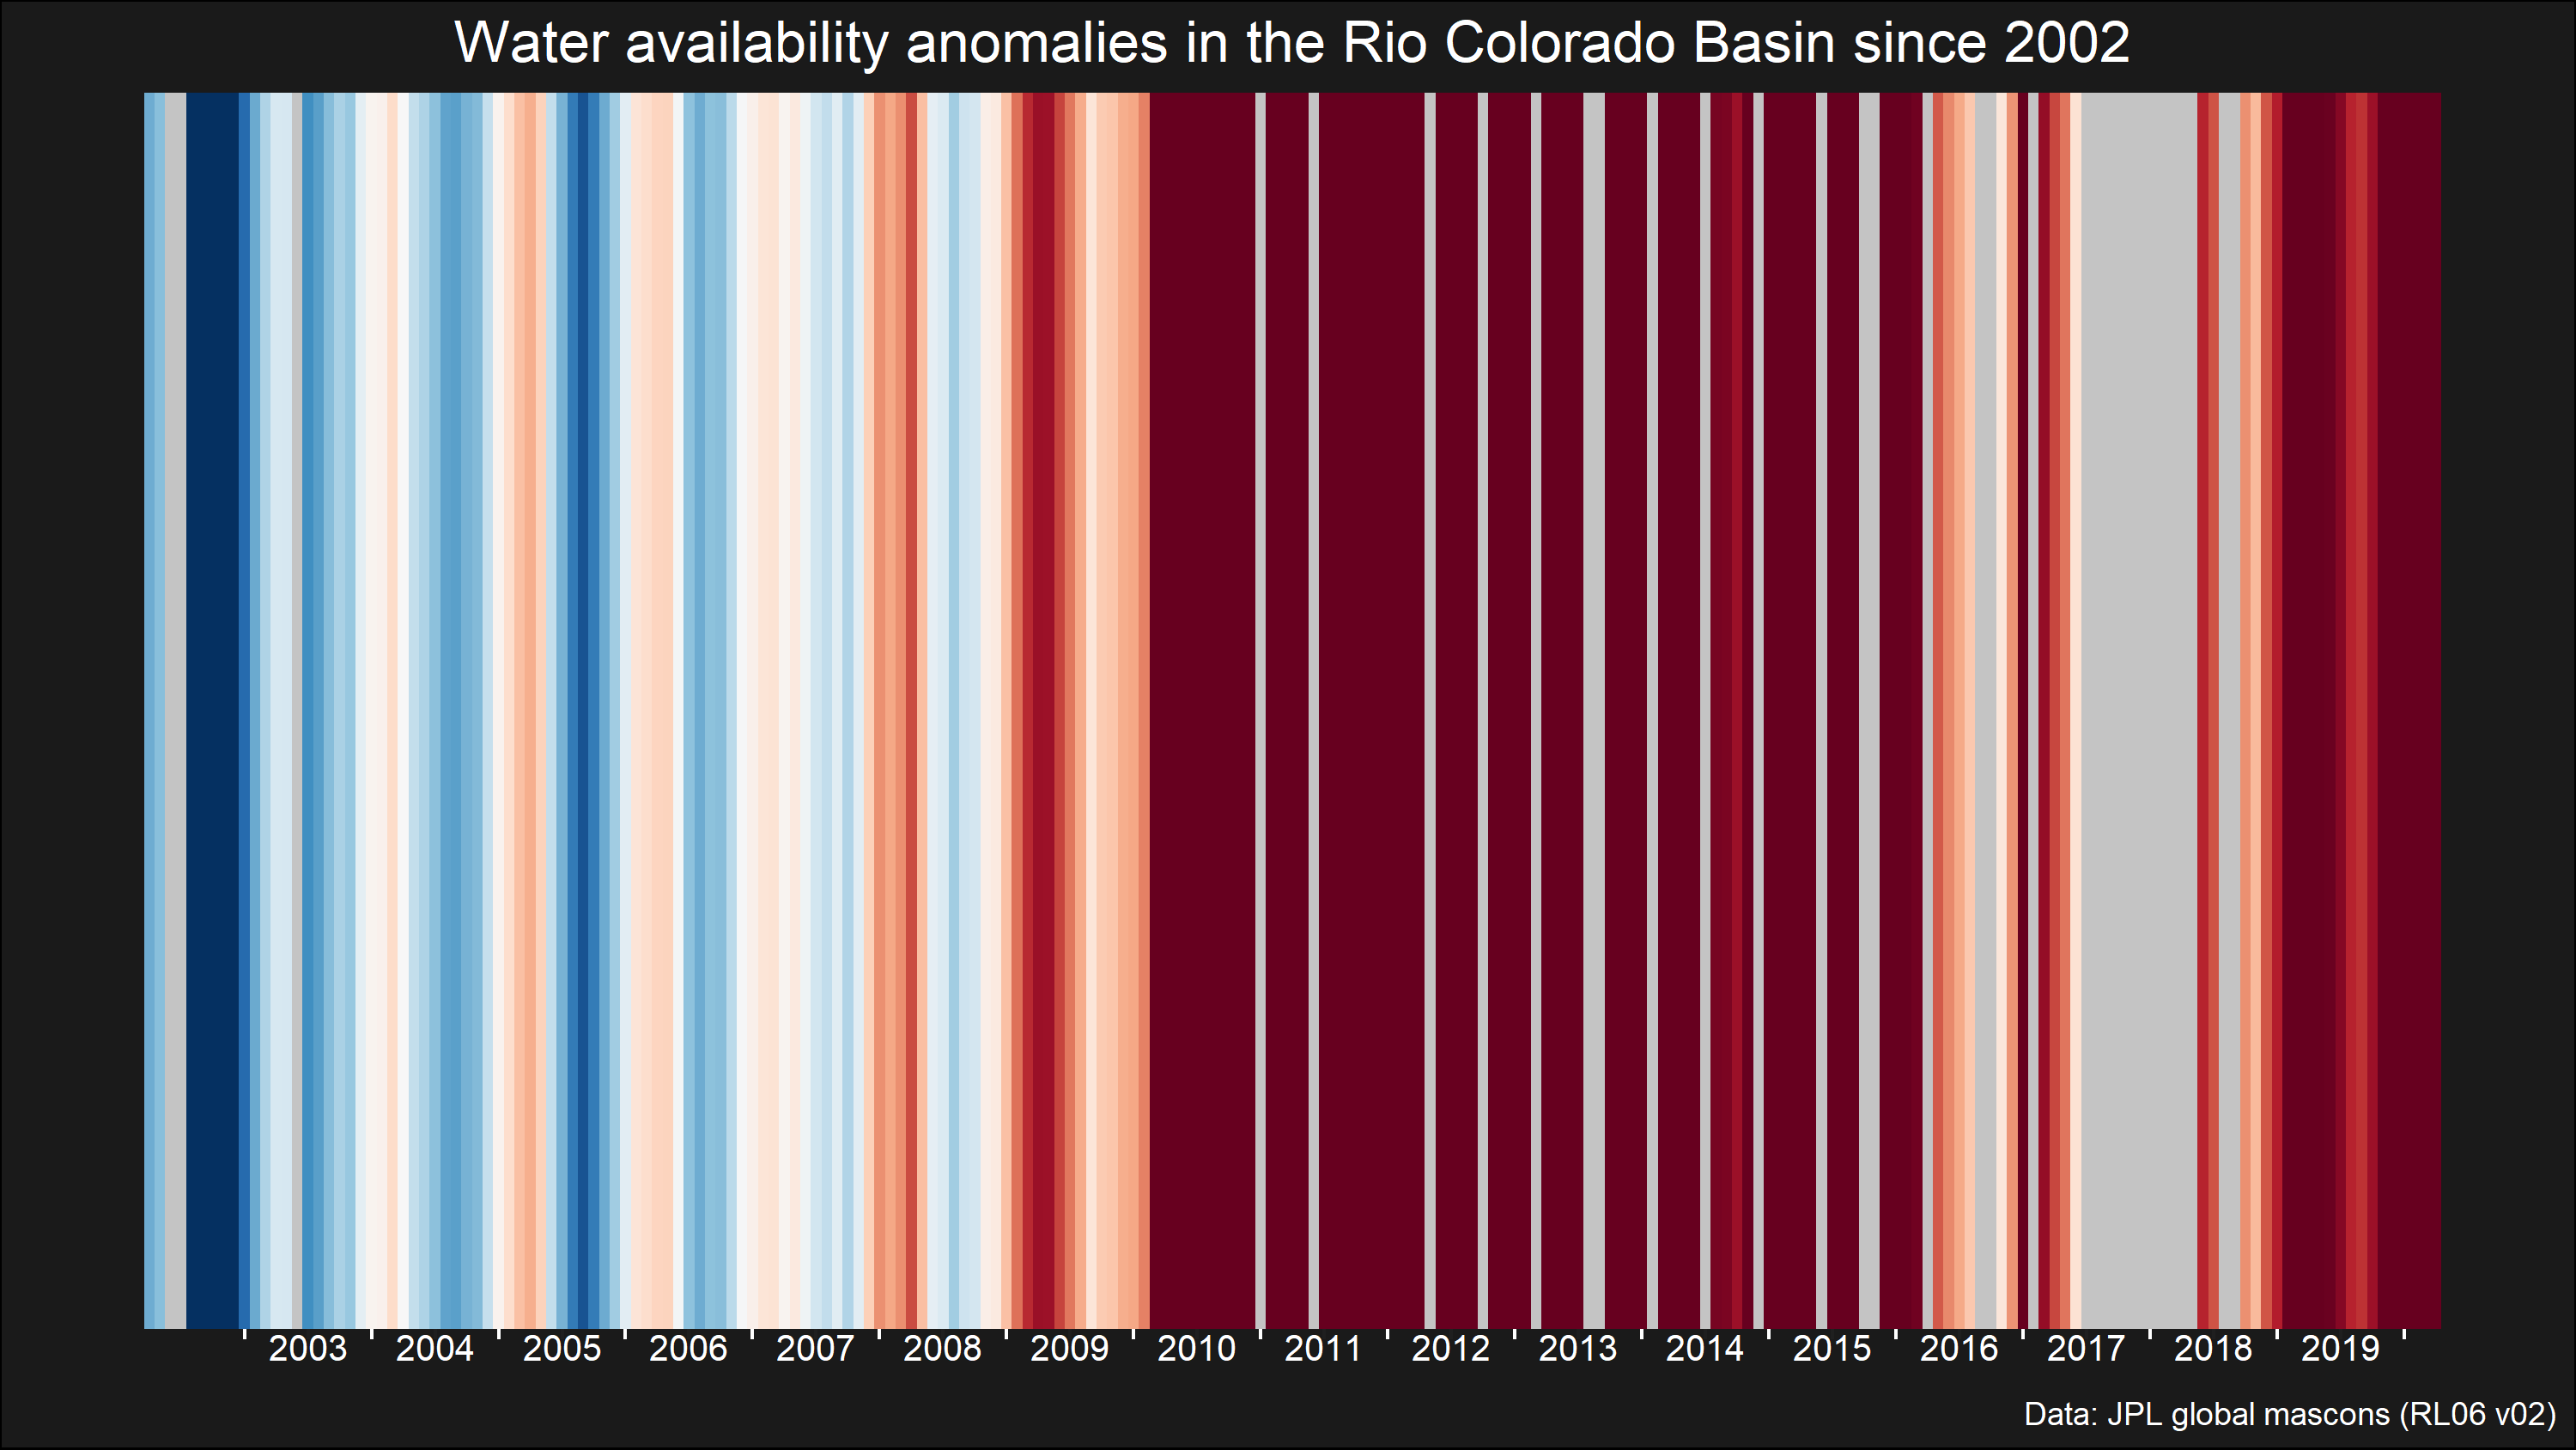 Water availability anomalies in the Rio Colorado Basin since 2002
2003 2004 2005 2006 2007 2008 2009 2010 2011 2012 2013 2014 2015 2016 2017 2018 2019
Data: JPL global mascons (RL06 v02)